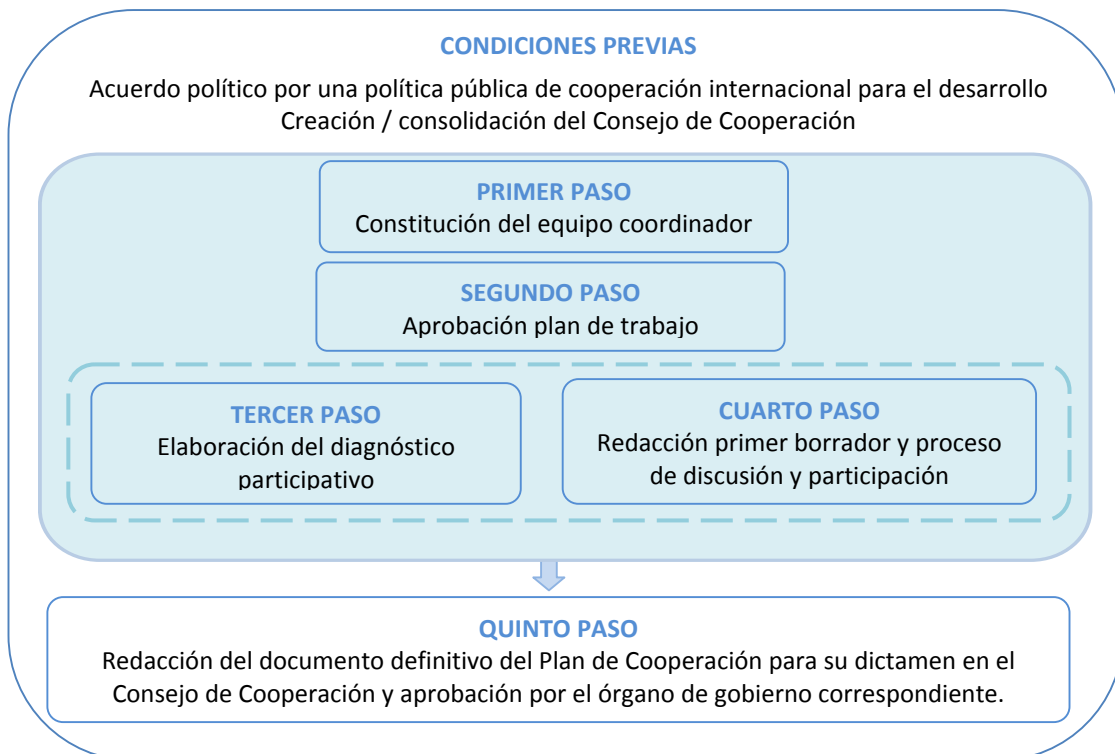 CONDICIONES PREVIAS
Acuerdo político por una política pública de cooperación internacional para el desarrollo
Creación / consolidación del Consejo de Cooperación
PRIMER PASO
Constitución del equipo coordinador
SEGUNDO PASO
Aprobación plan de trabajo
TERCER PASO
Elaboración del diagnóstico
participativo
CUARTO PASO
Redacción primer borrador y proceso
de discusión y participación
QUINTO PASO
Redacción del documento definitivo del Plan de Cooperación para su dictamen en el
Consejo de Cooperación y aprobación por el órgano de gobierno correspondiente.